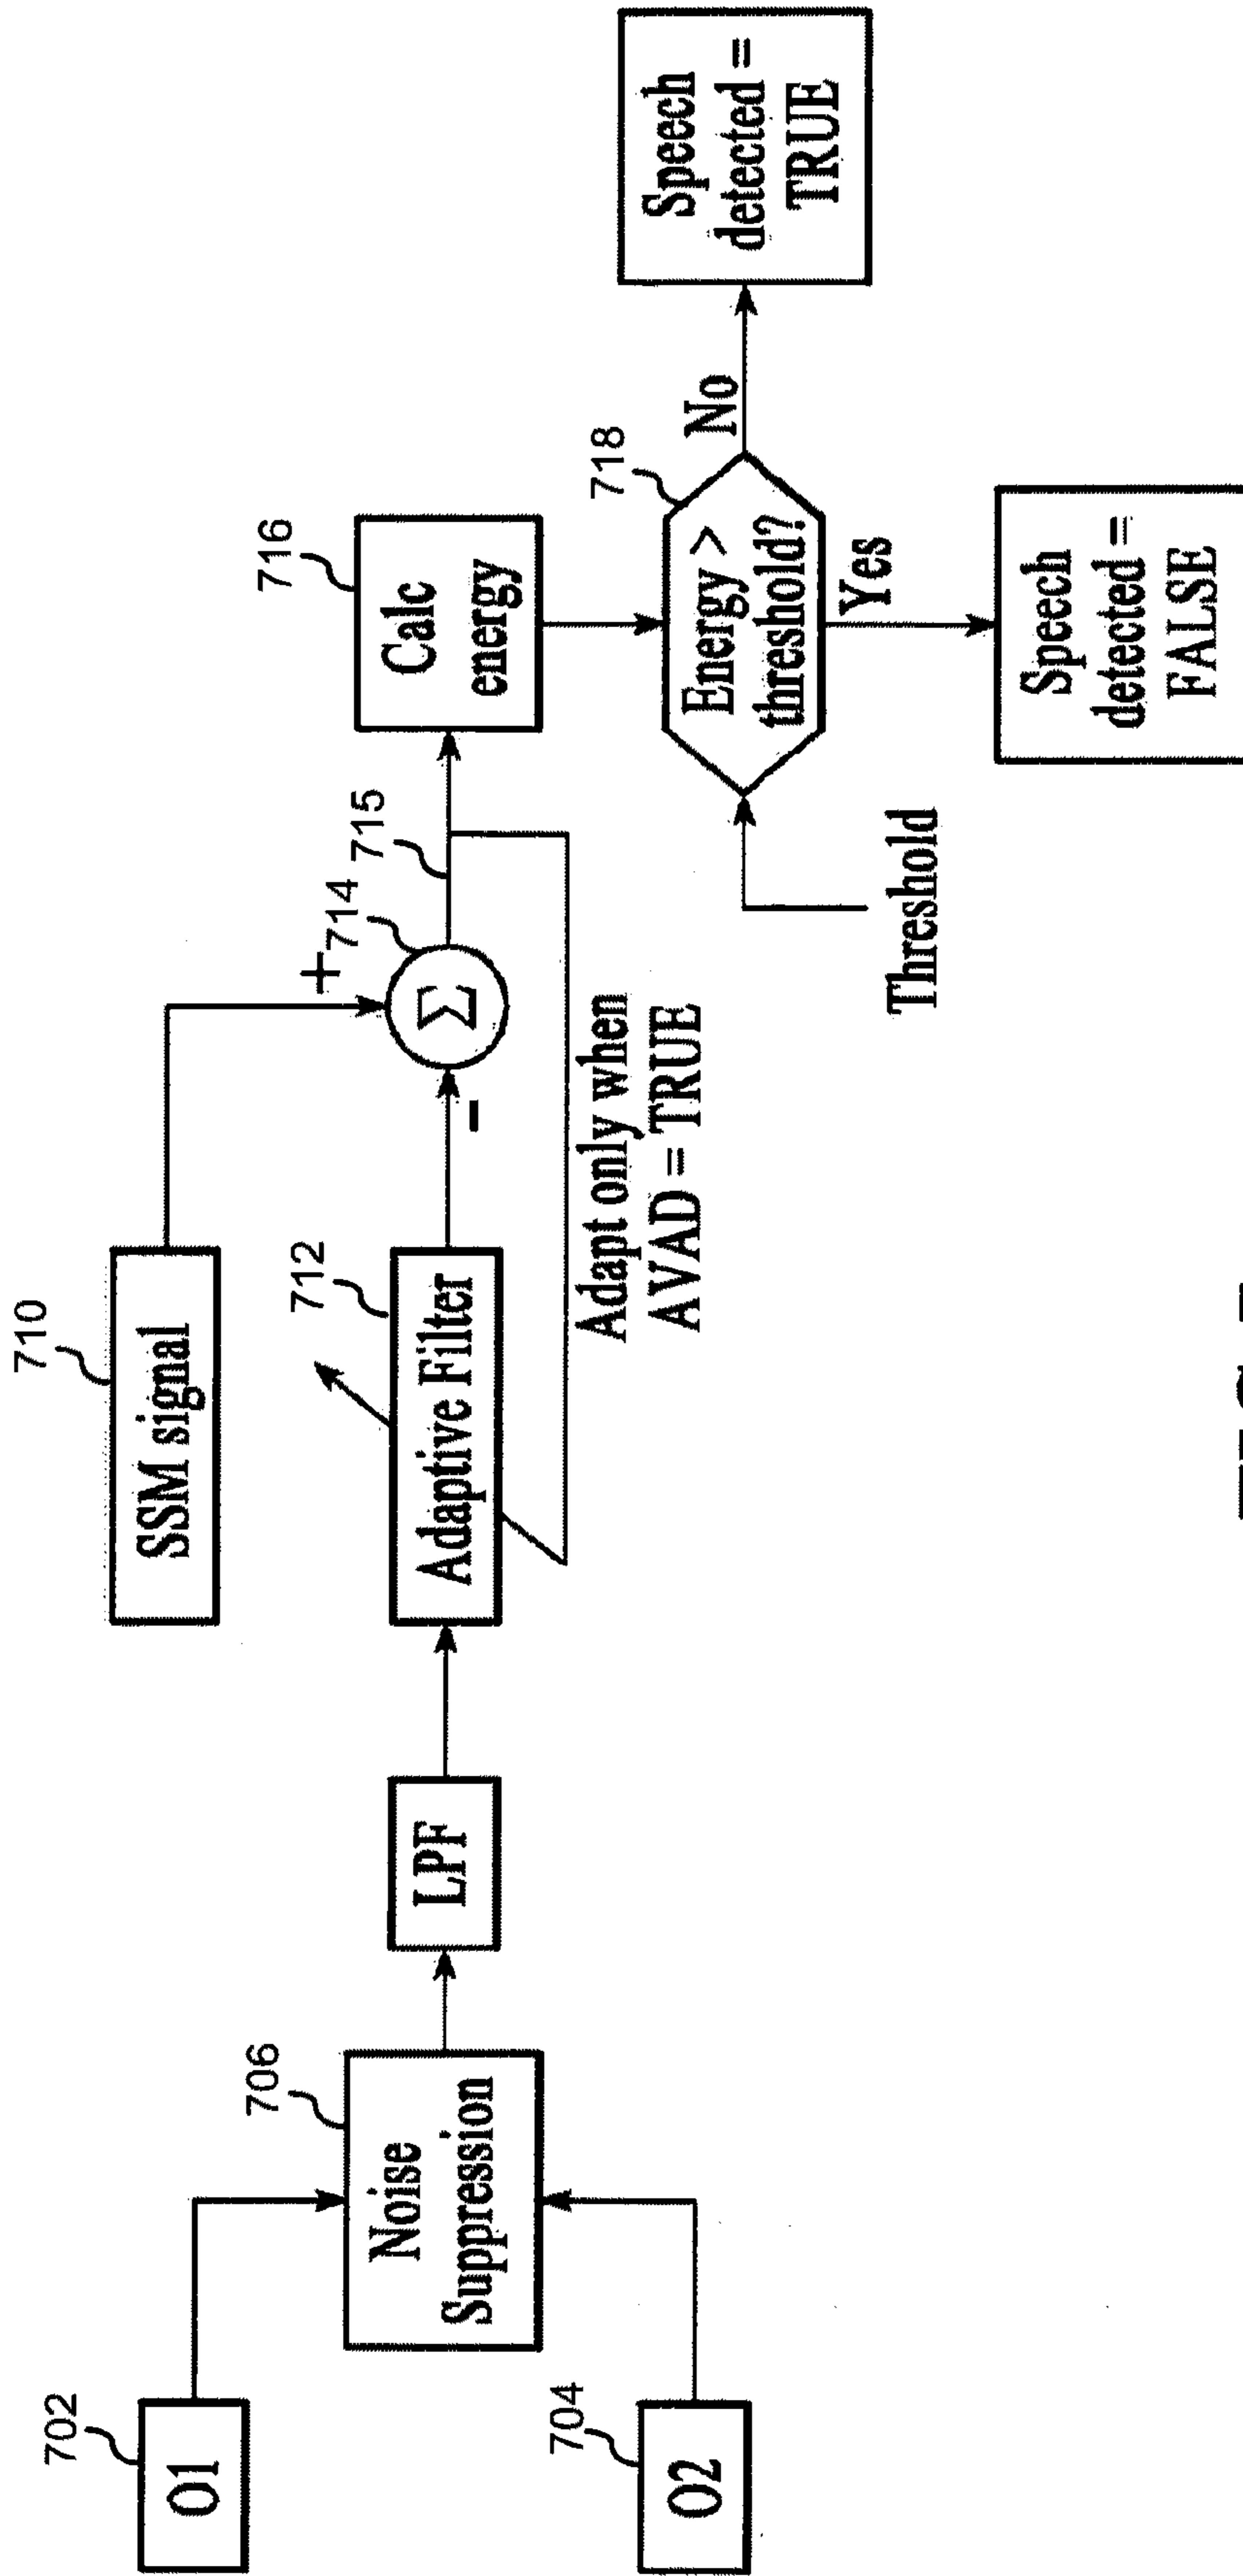 702
O1
704
O2
706
Noise
Suppression
LPF
710
SSM signal
712
Adaptive Filter
+
-
714
Σ
715
Adapt only when
AVAD = TRUE
716
Calc
energy
718
Energy >
threshold?
Threshold
No
Yes
Speech
detected =
TRUE
Speech
detected =
FALSE